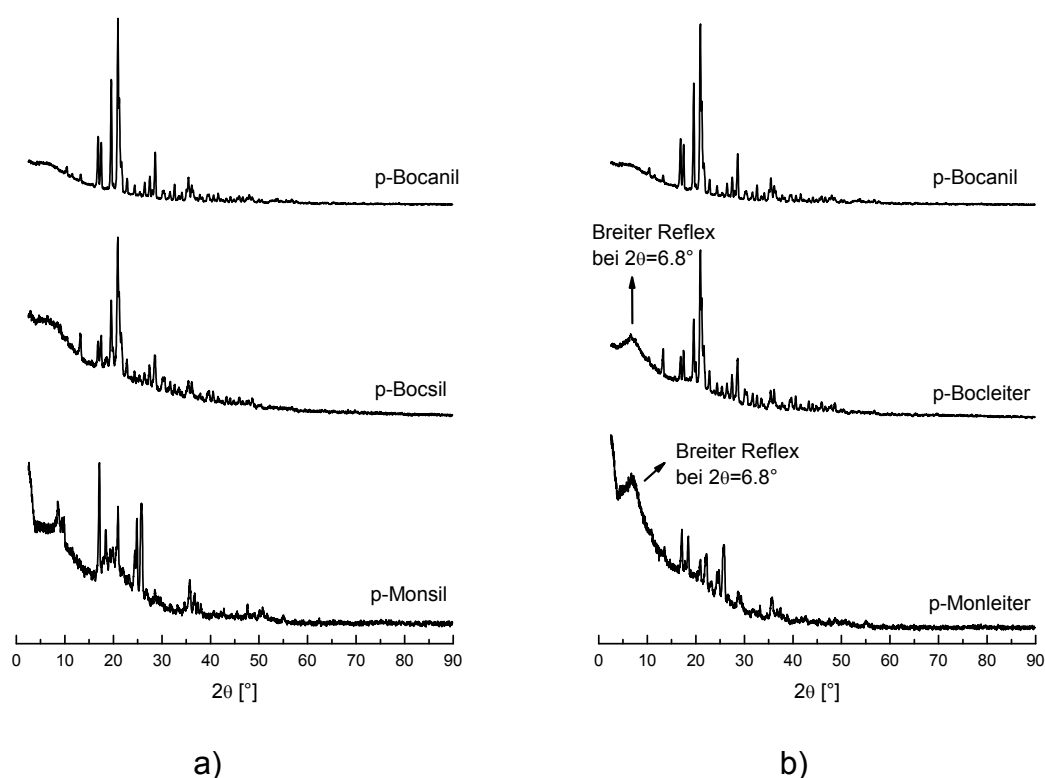 p-Bocanil
p-Bocsil
p-Monsil
0 10 20 30 40 50 60 70 80 90
2θ [°]
a)
p-Bocanil
Breiter Reflex
bei 2θ=6.8°
p-Bocleiter
Breiter Reflex
bei 2θ=6.8°
p-Monleiter
0 10 20 30 40 50 60 70 80 90
2θ [°]
b)